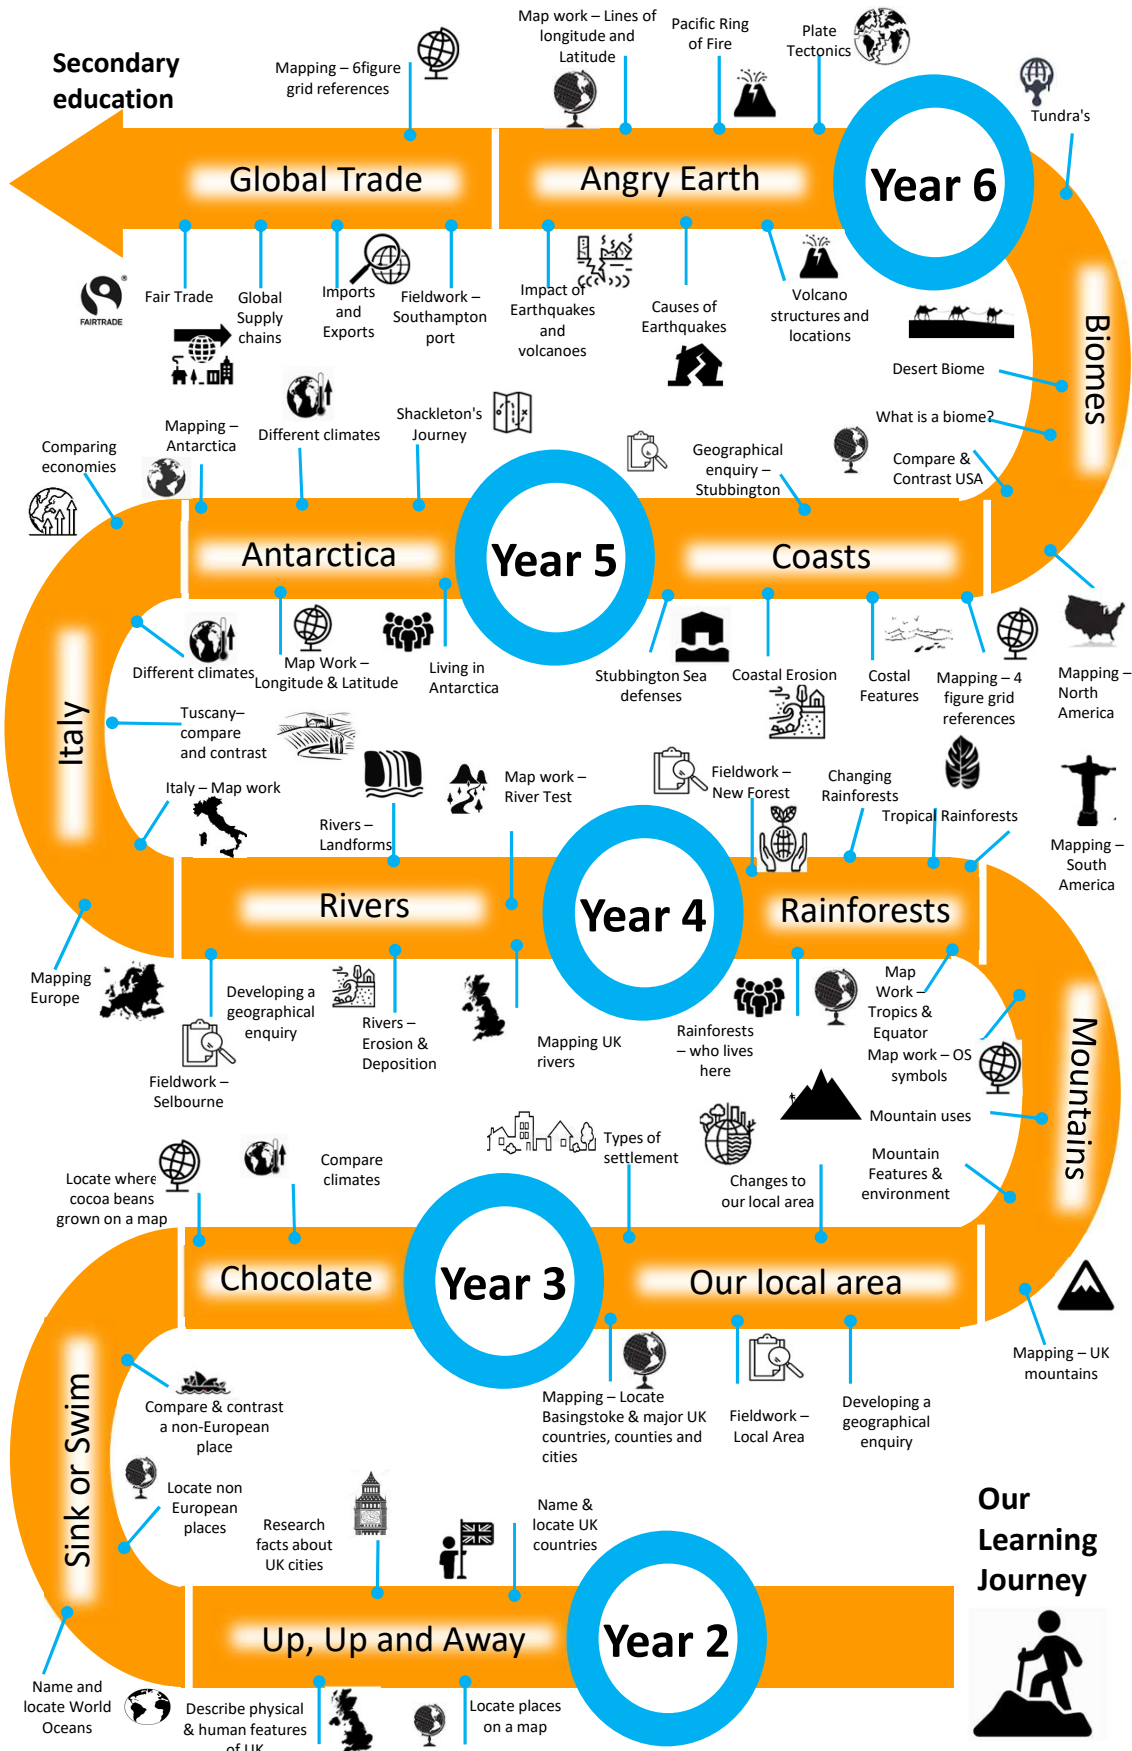 Secondary
education
Mapping – 6figure
grid references
Map work – Lines of
longitude and
Latitude
Pacific Ring
of Fire
Plate
Tectonics
Tundra's
Global Trade
Angry Earth
Year 6
FAIRTRADE
Fair Trade
Global
Supply
chains
Imports
and
Exports
Fieldwork –
Southampton
port
Impact of
Earthquakes
and
volcanoes
Causes of
Earthquakes
Volcano
structures and
locations
Biomes
Desert Biome
What is a biome?
Compare &
Contrast USA
Comparing
economies
Mapping –
Antarctica
Different climates
Shackleton's
Journey
Geographical
enquiry –
Stubbington
Antarctica
Year 5
Coasts
Different climates
Map Work –
Longitude & Latitude
Living in
Antarctica
Stubbington Sea
defenses
Coastal Erosion
Costal
Features
Mapping – 4
figure grid
references
Mapping –
North
America
Italy
Tuscany–
compare
and contrast
Italy – Map work
Rivers –
Landforms
Map work –
River Test
Fieldwork –
New Forest
Changing
Rainforests
Tropical Rainforests
Mapping –
South
America
Rivers
Year 4
Rainforests
Mapping
Europe
Fieldwork –
Selbourne
Developing a
geographical
enquiry
Rivers –
Erosion &
Deposition
Mapping UK
rivers
Rainforests
– who lives
here
Map
Work –
Tropics &
Equator
Map work – OS
symbols
Mountain uses
Mountain
Features &
environment
Mountains
Locate where
cocoa beans
grown on a map
Compare
climates
Types of
settlement
Changes to
our local area
Chocolate
Year 3
Our local area
Mapping – UK
mountains
Mapping – Locate
Basingstoke & major UK
countries, counties and
cities
Fieldwork –
Local Area
Developing a
geographical
enquiry
Sink or Swim
Compare & contrast
a non-European
place
Locate non
European
places
Research
facts about
UK cities
Name &
locate UK
countries
Our
Learning
Journey
Up, Up and Away
Year 2
Name and
locate World
Oceans
Describe physical
& human features
of UK
Locate places
on a map